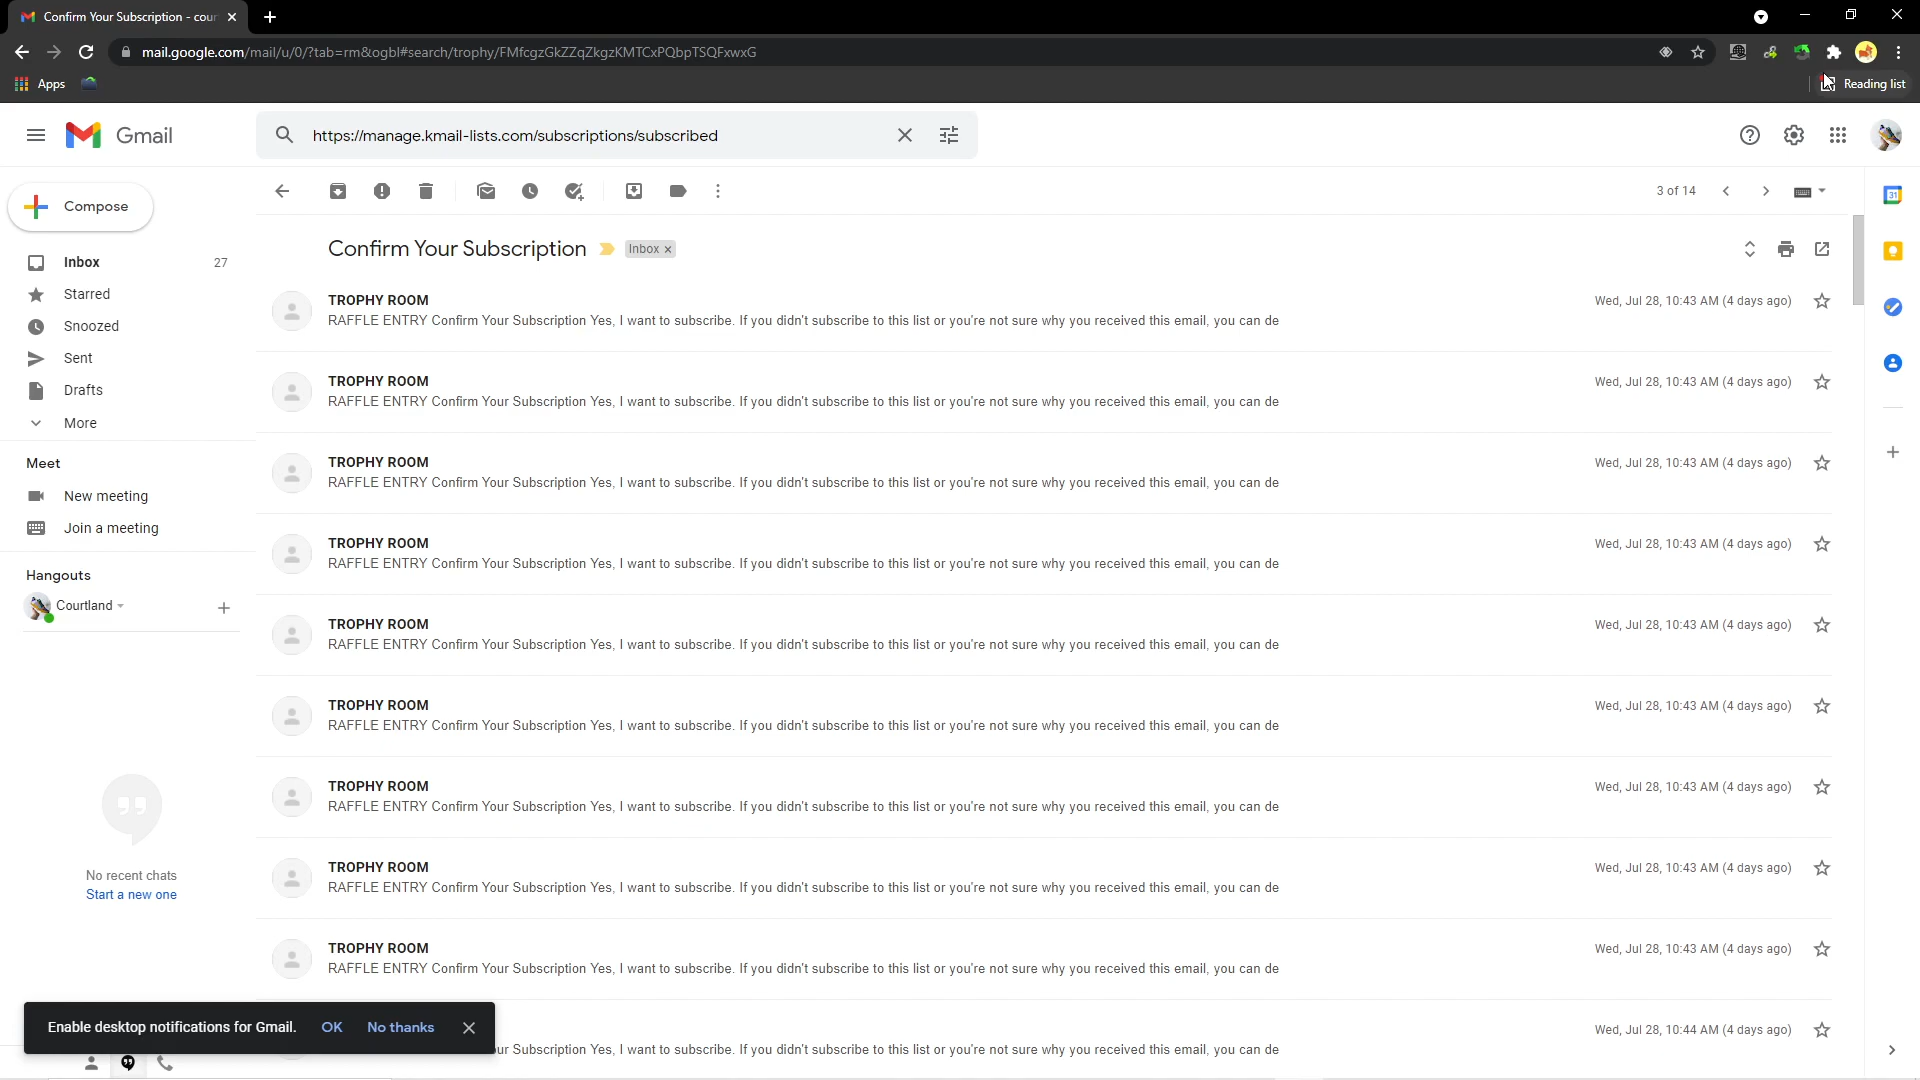 Confirm Your Subscription - cour
mail.google.com/mail/u/0/?tab=rm&ogbl#search/trophy/FMfcgzGkZZqZkgzKMTCxPQbpTSQFxwxG
Apps
Reading list
Gmail
https://manage.kmail-lists.com/subscriptions/subscribed
Compose
3 of 14
Confirm Your Subscription
Inbox
Inbox 27
Starred
Snoozed
Sent
Drafts
More
Meet
New meeting
Join a meeting
Hangouts
Courtland
No recent chats
Start a new one
TROPHY ROOM
Wed, Jul 28, 10:43 AM (4 days ago)
RAFFLE ENTRY Confirm Your Subscription Yes, I want to subscribe. If you didn't subscribe to this list or you're not sure why you received this email, you can de
TROPHY ROOM
Wed, Jul 28, 10:43 AM (4 days ago)
RAFFLE ENTRY Confirm Your Subscription Yes, I want to subscribe. If you didn't subscribe to this list or you're not sure why you received this email, you can de
TROPHY ROOM
Wed, Jul 28, 10:43 AM (4 days ago)
RAFFLE ENTRY Confirm Your Subscription Yes, I want to subscribe. If you didn't subscribe to this list or you're not sure why you received this email, you can de
TROPHY ROOM
Wed, Jul 28, 10:43 AM (4 days ago)
RAFFLE ENTRY Confirm Your Subscription Yes, I want to subscribe. If you didn't subscribe to this list or you're not sure why you received this email, you can de
TROPHY ROOM
Wed, Jul 28, 10:43 AM (4 days ago)
RAFFLE ENTRY Confirm Your Subscription Yes, I want to subscribe. If you didn't subscribe to this list or you're not sure why you received this email, you can de
TROPHY ROOM
Wed, Jul 28, 10:43 AM (4 days ago)
RAFFLE ENTRY Confirm Your Subscription Yes, I want to subscribe. If you didn't subscribe to this list or you're not sure why you received this email, you can de
TROPHY ROOM
Wed, Jul 28, 10:43 AM (4 days ago)
RAFFLE ENTRY Confirm Your Subscription Yes, I want to subscribe. If you didn't subscribe to this list or you're not sure why you received this email, you can de
TROPHY ROOM
Wed, Jul 28, 10:43 AM (4 days ago)
RAFFLE ENTRY Confirm Your Subscription Yes, I want to subscribe. If you didn't subscribe to this list or you're not sure why you received this email, you can de
TROPHY ROOM
Wed, Jul 28, 10:43 AM (4 days ago)
RAFFLE ENTRY Confirm Your Subscription Yes, I want to subscribe. If you didn't subscribe to this list or you're not sure why you received this email, you can de
Wed, Jul 28, 10:44 AM (4 days ago)
ur Subscription Yes, I want to subscribe. If you didn't subscribe to this list or you're not sure why you received this email, you can de
Enable desktop notifications for Gmail. OK No thanks
31